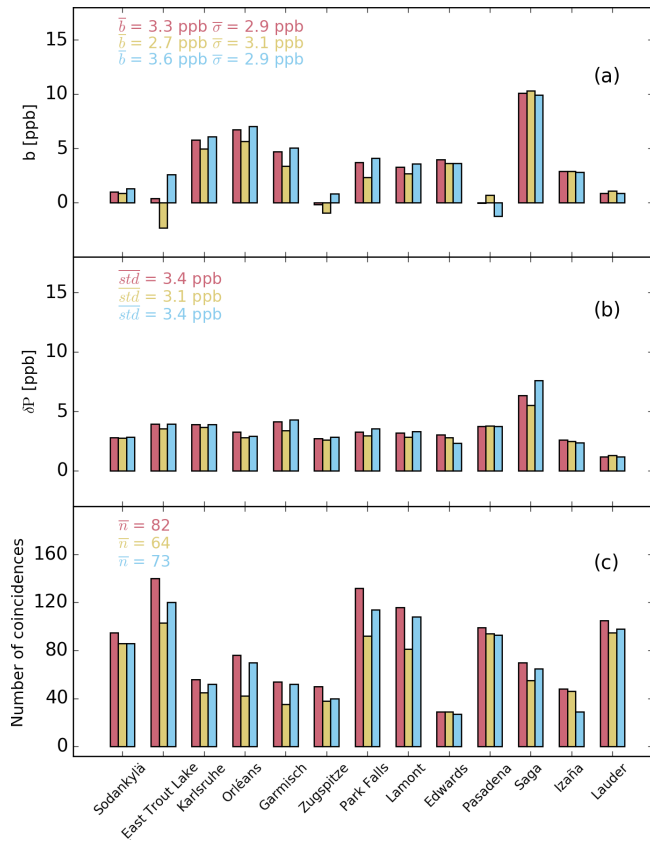 b̅ = 3.3 ppb σ̅ = 2.9 ppb
b̅ = 2.7 ppb σ̅ = 3.1 ppb
b̅ = 3.6 ppb σ̅ = 2.9 ppb
(a)
b [ppb]
15
10
5
0
s̅t̅d̅ = 3.4 ppb
s̅t̅d̅ = 3.1 ppb
s̅t̅d̅ = 3.4 ppb
(b)
δP [ppb]
15
10
5
0
n̅ = 82
n̅ = 64
n̅ = 73
(c)
Number of coincidences
160
120
80
40
0
Sodankylä
East Trout Lake
Karlsruhe
Orléans
Garmisch
Zugspitze
Park Falls
Lamont
Edwards
Pasadena
Saga
Izaña
Lauder